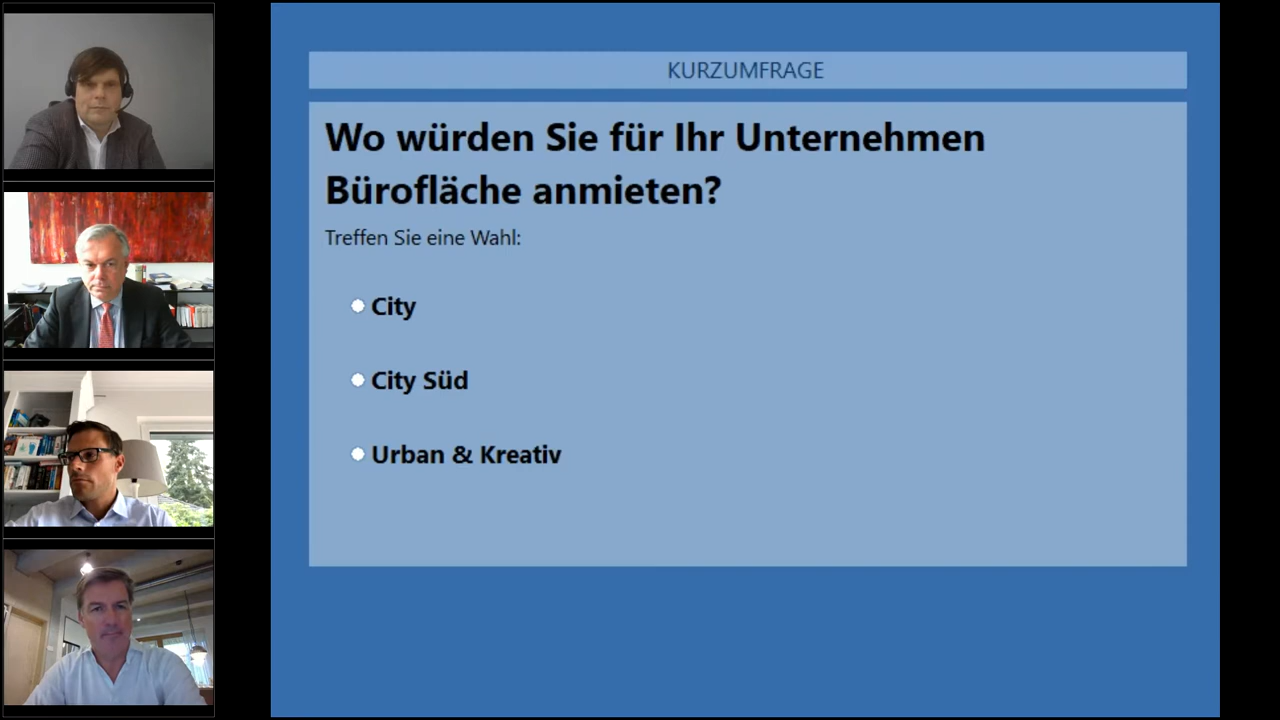 KURZUMFRAGE
Wo würden Sie für Ihr Unternehmen
Bürofläche anmieten?
Treffen Sie eine Wahl:
City
City Süd
Urban & Kreativ